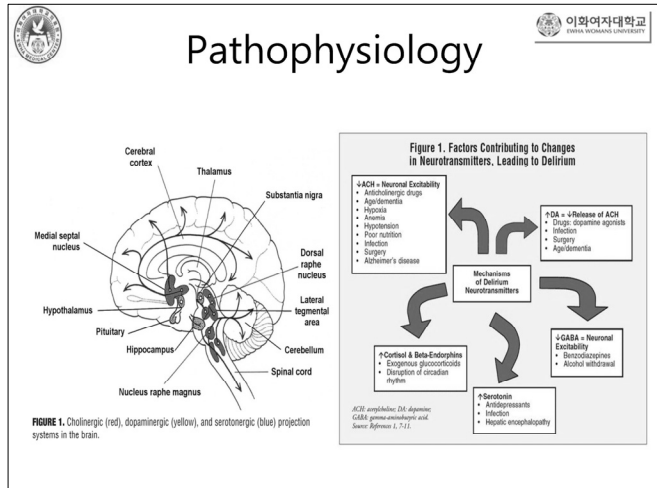 이화여자대학교
EWHA WOMANS UNIVERSITY
Pathophysiology
Cerebral
cortex
Thalamus
Substantia nigra
Medial septal
nucleus
Dorsal
raphe
nucleus
Lateral
tegmental
area
Hypothalamus
Pituitary
Hippocampus
Cerebellum
Spinal cord
Nucleus raphe magnus
FIGURE 1. Cholinergic (red), dopaminergic (yellow), and serotonergic (blue) projection
systems in the brain.
Figure 1. Factors Contributing to Changes
in Neurotransmitters, Leading to Delirium
↓ACH = Neuronal Excitability
• Anticholinergic drugs
• Age/dementia
• Hypoxia
• Anemia
• Hypotension
• Poor nutrition
• Infection
• Surgery
• Alzheimer's disease
↑DA = ↓Release of ACH
• Drugs: dopamine agonists
• Infection
• Surgery
• Age/dementia
Mechanisms
of Delirium
Neurotransmitters
↑Cortisol & Beta-Endorphins
• Exogenous glucocorticoids
• Disruption of circadian
rhythm
↓GABA = Neuronal
Excitability
• Benzodiazepines
• Alcohol withdrawal
↑Serotonin
• Antidepressants
• Infection
• Hepatic encephalopathy
ACH: acetylcholine; DA: dopamine;
GABA: gamma-aminobutyric acid.
Source: References 1, 7-11.